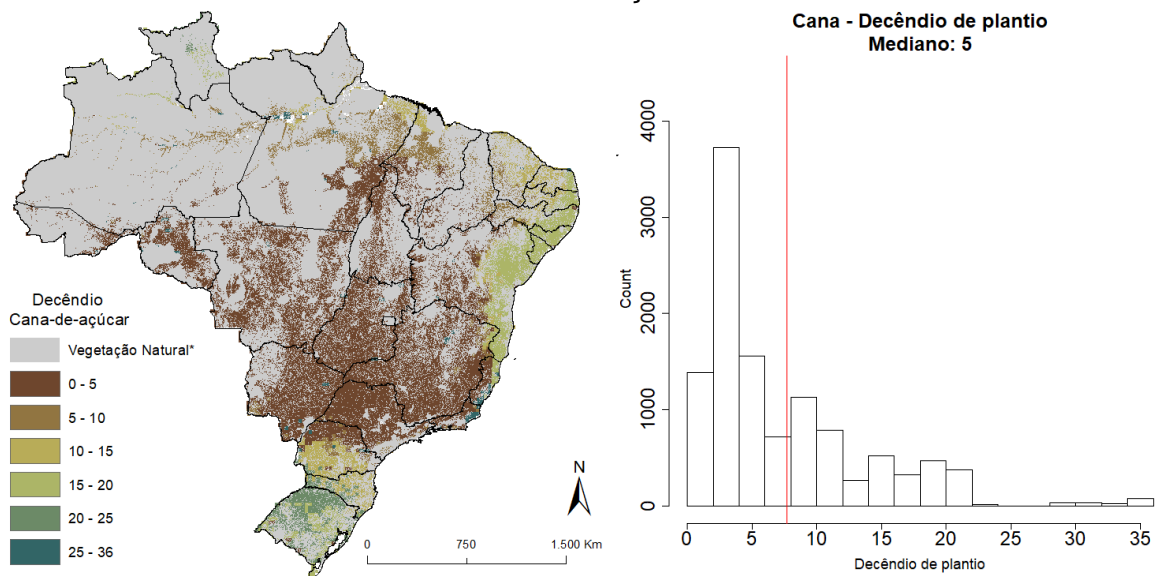 Decêndio
Cana-de-açúcar
Vegetação Natural*
0 - 5
5 - 10
10 - 15
15 - 20
20 - 25
25 - 36
N
0 750 1.500 Km
Cana - Decêndio de plantio
Mediano: 5
Count
4000
3000
2000
1000
0
0 5 10 15 20 25 30 35
Decêndio de plantio